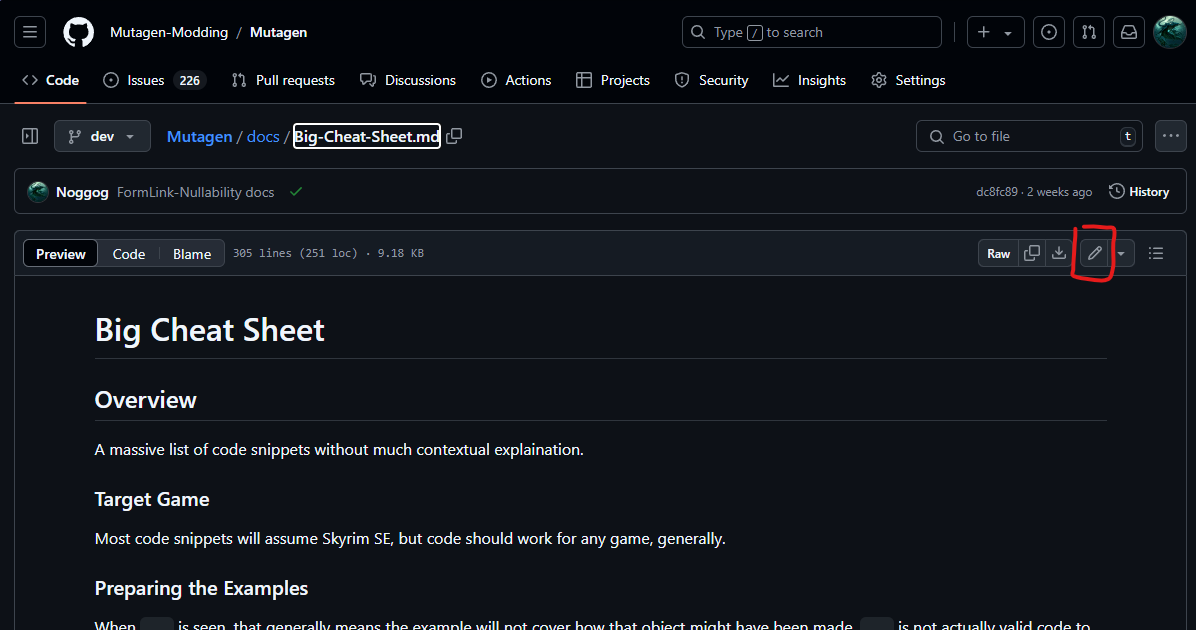 Mutagen-Modding / Mutagen
Type / to search
Code
Issues 226
Pull requests
Discussions
Actions
Projects
Security
Insights
Settings
dev
Mutagen / docs / Big-Cheat-Sheet.md
Go to file t
Noggog FormLink-Nullability docs
dc8fc89 · 2 weeks ago
History
Preview
Code
Blame
305 lines (251 loc) · 9.18 KB
Raw
Big Cheat Sheet
Overview
A massive list of code snippets without much contextual explaination.
Target Game
Most code snippets will assume Skyrim SE, but code should work for any game, generally.
Preparing the Examples
When is seen, that generally means the example will not cover how that object might have been made. is not actually valid code to